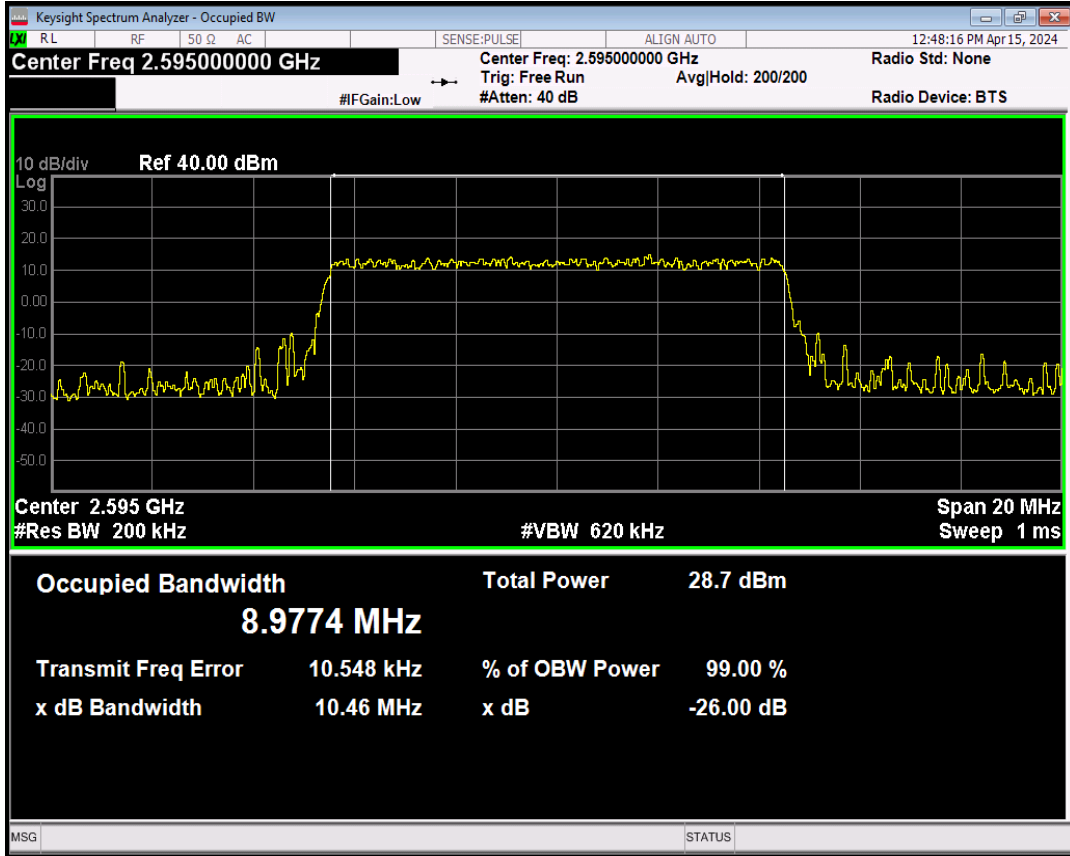 Keysight Spectrum Analyzer - Occupied BW
LXI RL RF 50 Ω AC SENSE:PULSE ALIGN AUTO 12:48:16 PM Apr 15, 2024
Center Freq 2.595000000 GHz
Center Freq: 2.595000000 GHz
Radio Std: None
Trig: Free Run Avg|Hold: 200/200
#IFGain:Low
#Atten: 40 dB
Radio Device: BTS
10 dB/div Ref 40.00 dBm
Log
30.0
20.0
10.0
0.00
-10.0
-20.0
-30.0
-40.0
-50.0
Center 2.595 GHz Span 20 MHz
#Res BW 200 kHz #VBW 620 kHz Sweep 1 ms
Occupied Bandwidth Total Power 28.7 dBm
8.9774 MHz
Transmit Freq Error 10.548 kHz % of OBW Power 99.00 %
x dB Bandwidth 10.46 MHz x dB -26.00 dB
MSG STATUS